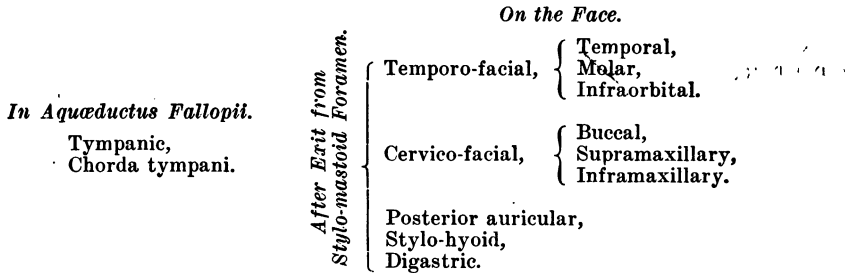 On the Face.
In Aquæductus Fallopii.
Tympanic,
Chorda tympani.
After Exit from
Stylo-mastoid Foramen.
Temporo-facial,
Temporal,
Molar,
Infraorbital.
Cervico-facial,
Buccal,
Supramaxillary,
Inframaxillary.
Posterior auricular,
Stylo-hyoid,
Digastric.